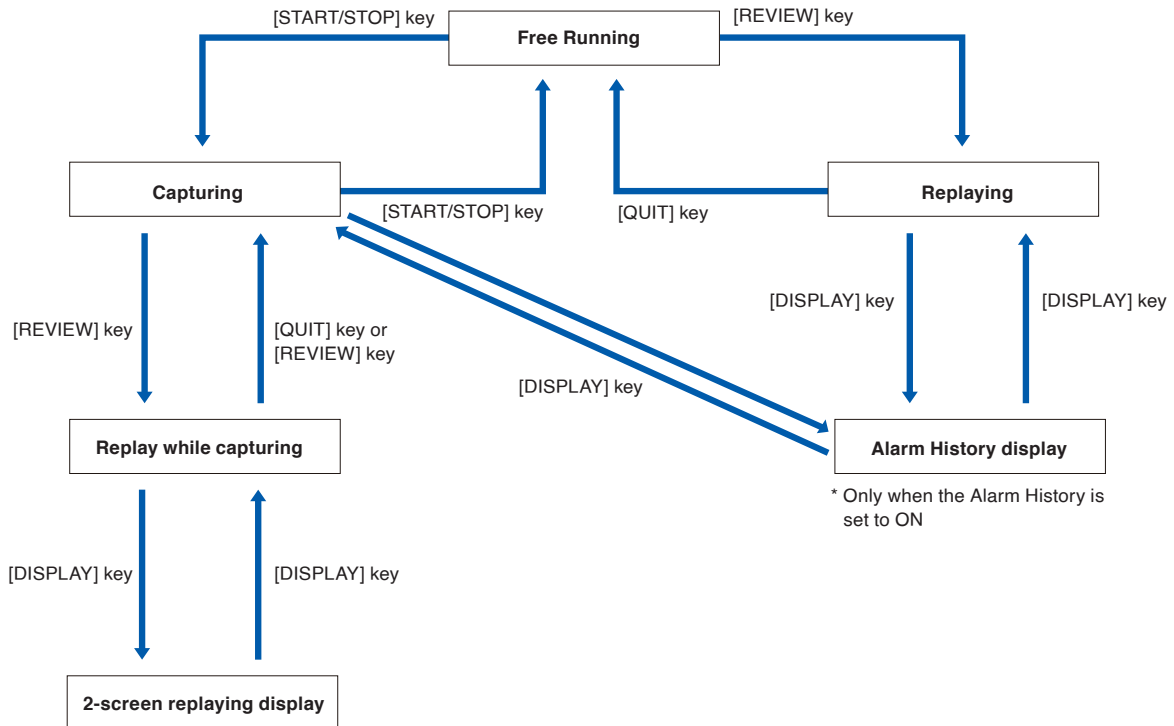 [START/STOP] key
[REVIEW] key
Free Running
Capturing
Replaying
[START/STOP] key
[QUIT] key
[REVIEW] key
[QUIT] key or
[REVIEW] key
[DISPLAY] key
[DISPLAY] key
[DISPLAY] key
Replay while capturing
Alarm History display
* Only when the Alarm History is
set to ON
[DISPLAY] key
[DISPLAY] key
2-screen replaying display